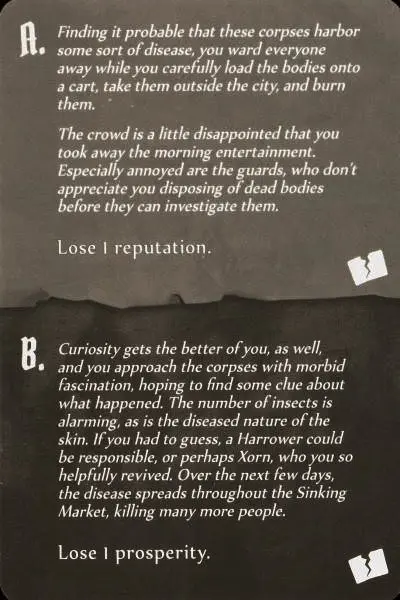 A.
Finding it probable that these corpses harbor
some sort of disease, you ward everyone
away while you carefully load the bodies onto
a cart, take them outside the city, and burn
them.
The crowd is a little disappointed that you
took away the morning entertainment.
Especially annoyed are the guards, who don't
appreciate you disposing of dead bodies
before they can investigate them.
Lose 1 reputation.
B.
Curiosity gets the better of you, as well,
and you approach the corpses with morbid
fascination, hoping to find some clue about
what happened. The number of insects is
alarming, as is the diseased nature of the
skin. If you had to guess, a Harrower could
be responsible, or perhaps Xorn, who you so
helpfully revived. Over the next few days,
the disease spreads throughout the Sinking
Market, killing many more people.
Lose 1 prosperity.